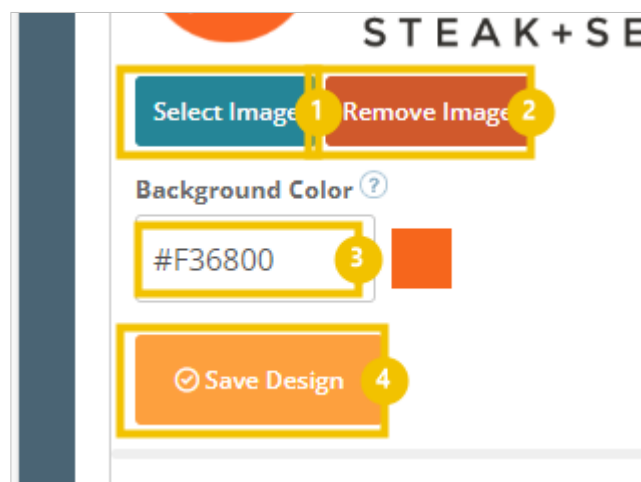 STEAK+SE
Select Image 1 Remove Image 2
Background Color ?
#F36800 3
Save Design 4